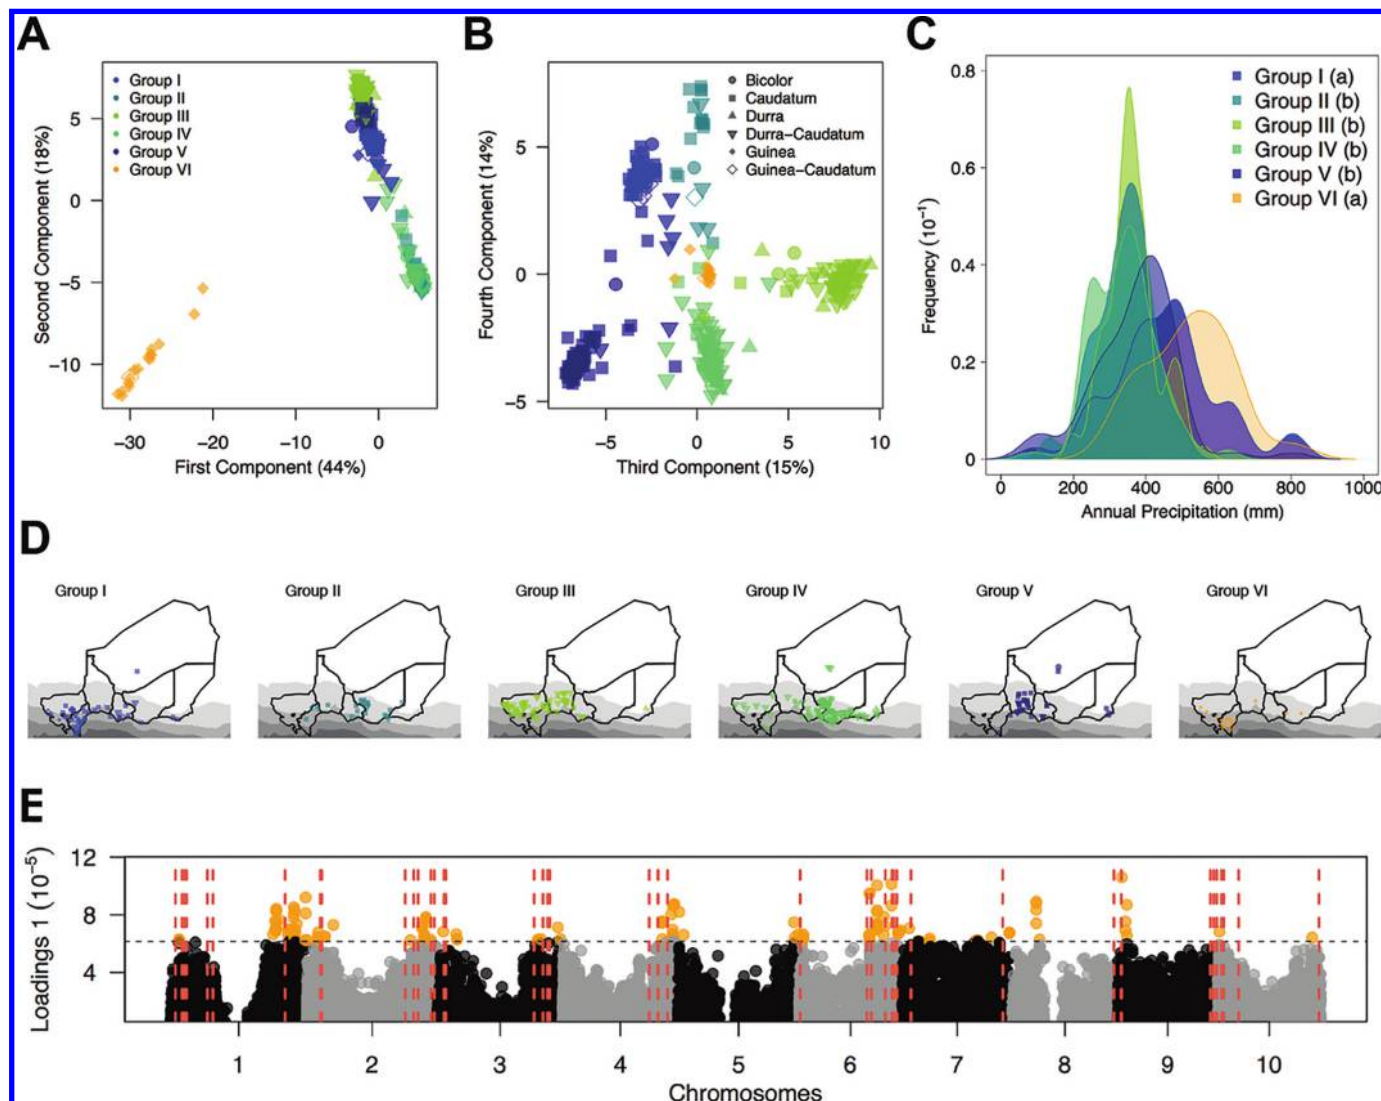 A
B
C
Group I
Group II
Group III
Group IV
Group V
Group VI
5
0
−5
−10
Second Component (18%)
−30
−20
−10
0
First Component (44%)
Bicolor
Caudatum
Durra
Durra−Caudatum
Guinea
Guinea−Caudatum
5
0
−5
Fourth Component (14%)
−5
0
5
10
Third Component (15%)
Group I (a)
Group II (b)
Group III (b)
Group IV (b)
Group V (b)
Group VI (a)
0.8
0.6
0.4
0.2
0
Frequency (10⁻¹)
0
200
400
600
800
1000
Annual Precipitation (mm)
D
Group I
Group II
Group III
Group IV
Group V
Group VI
E
12
8
4
Loadings 1 (10⁻⁵)
1
2
3
4
5
6
7
8
9
10
Chromosomes